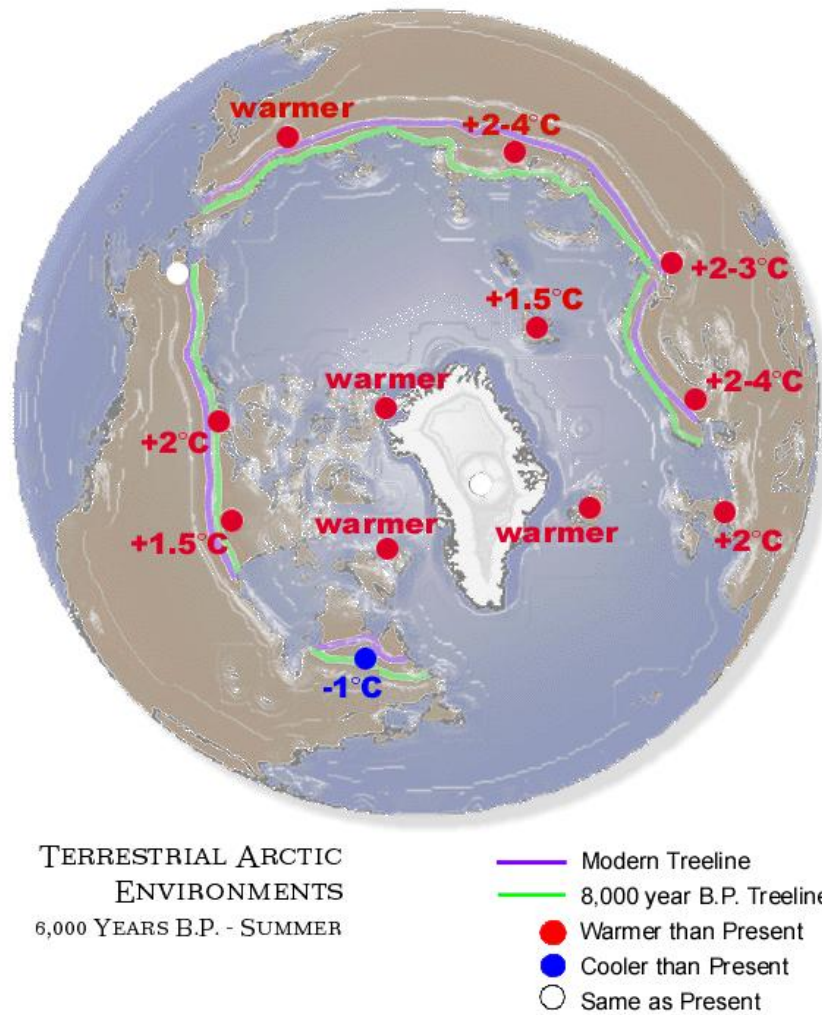 warmer
+2-4°C
+2-3°C
+1.5°C
warmer
+2-4°C
+2°C
+1.5°C
warmer
warmer
+2°C
-1°C
TERRESTRIAL ARCTIC
ENVIRONMENTS
6,000 YEARS B.P. - SUMMER
Modern Treeline
8,000 year B.P. Treeline
Warmer than Present
Cooler than Present
Same as Present